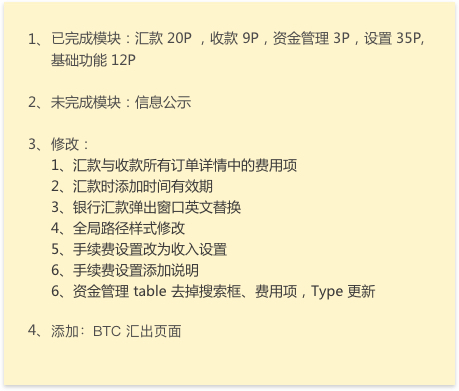 1、已完成模块：汇款 20P ，收款 9P，资金管理 3P，设置 35P,
基础功能 12P
2、未完成模块：信息公示
3、修改：
1、汇款与收款所有订单详情中的费用项
2、汇款时添加时间有效期
3、银行汇款弹出窗口英文替换
4、全局路径样式修改
5、手续费设置改为收入设置
6、手续费设置添加说明
6、资金管理 table 去掉搜索框、费用项，Type 更新
4、添加：BTC 汇出页面